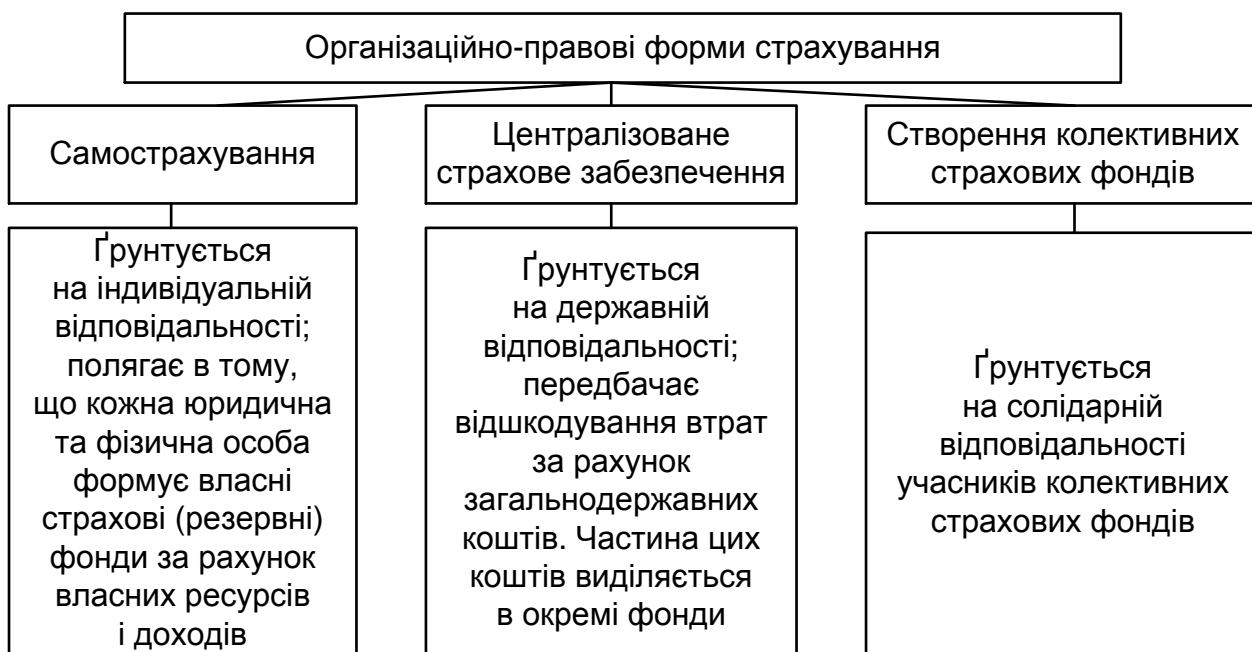 Організаційно-правові форми страхування
Самострахування
Централізоване
страхове забезпечення
Створення колективних
страхових фондів
Ґрунтується
на індивідуальній
відповідальності;
полягає в тому,
що кожна юридична
та фізична особа
формує власні
страхові (резервні)
фонди за рахунок
власних ресурсів
і доходів
Ґрунтується
на державній
відповідальності;
передбачає
відшкодування втрат
за рахунок
загальнодержавних
коштів. Частина цих
коштів виділяється
в окремі фонди
Ґрунтується
на солідарній
відповідальності
учасників колективних
страхових фондів